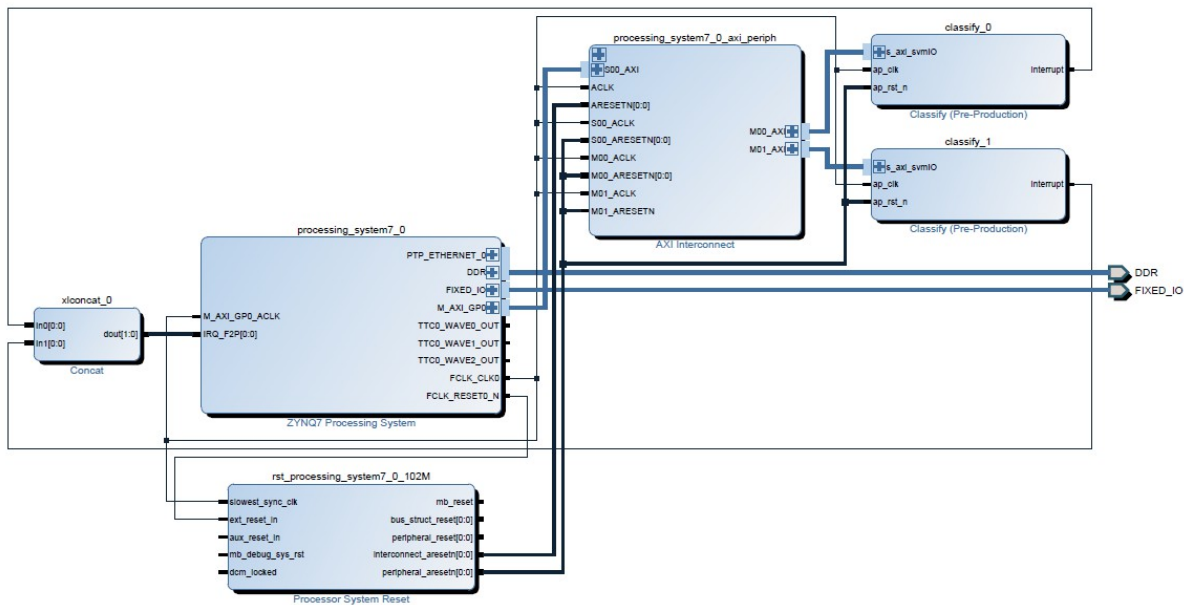 classify_0
processing_system7_0_axi_periph
s_axi_svmIO
ap_clk
ap_rst_n
Interrupt
Classify (Pre-Production)
S00_AXI
ACLK
ARESETN[0:0]
S00_ACLK
S00_ARESETN[0:0]
M00_ACLK
M00_ARESETN[0:0]
M01_ACLK
M01_ARESETN
M00_AXI
M01_AXI
AXI Interconnect
classify_1
s_axi_svmIO
ap_clk
ap_rst_n
Interrupt
Classify (Pre-Production)
processing_system7_0
PTP_ETHERNET_0
DDR
FIXED_IO
M_AXI_GP0
M_AXI_GP0_ACLK
IRQ_F2P[0:0]
TTC0_WAVE0_OUT
TTC0_WAVE1_OUT
TTC0_WAVE2_OUT
FCLK_CLK0
FCLK_RESET0_N
ZYNQ7 Processing System
DDR
FIXED_IO
xlconcat_0
In0[0:0]
In1[0:0]
dout[1:0]
Concat
rst_processing_system7_0_102M
slowest_sync_clk
ext_reset_in
aux_reset_in
mb_debug_sys_rst
dcm_locked
mb_reset
bus_struct_reset[0:0]
peripheral_reset[0:0]
interconnect_aresetn[0:0]
peripheral_aresetn[0:0]
Processor System Reset